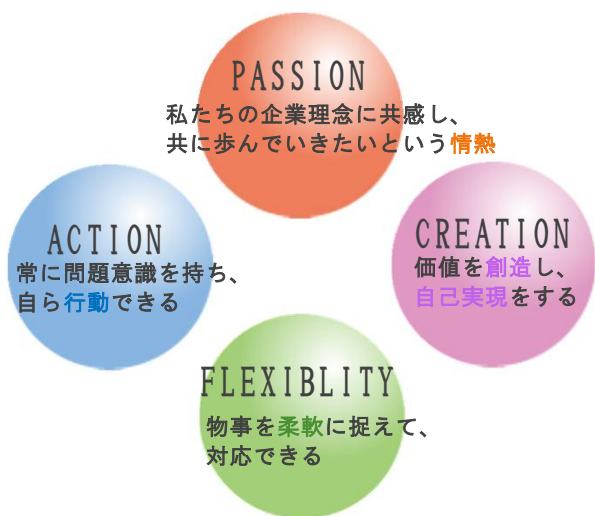 PASSION
私たちの企業理念に共感し、
共に歩んでいきたいという情熱
ACTION
常に問題意識を持ち、
自ら行動できる
CREATION
価値を創造し、
自己実現をする
FLEXIBLITY
物事を柔軟に捉えて、
対応できる